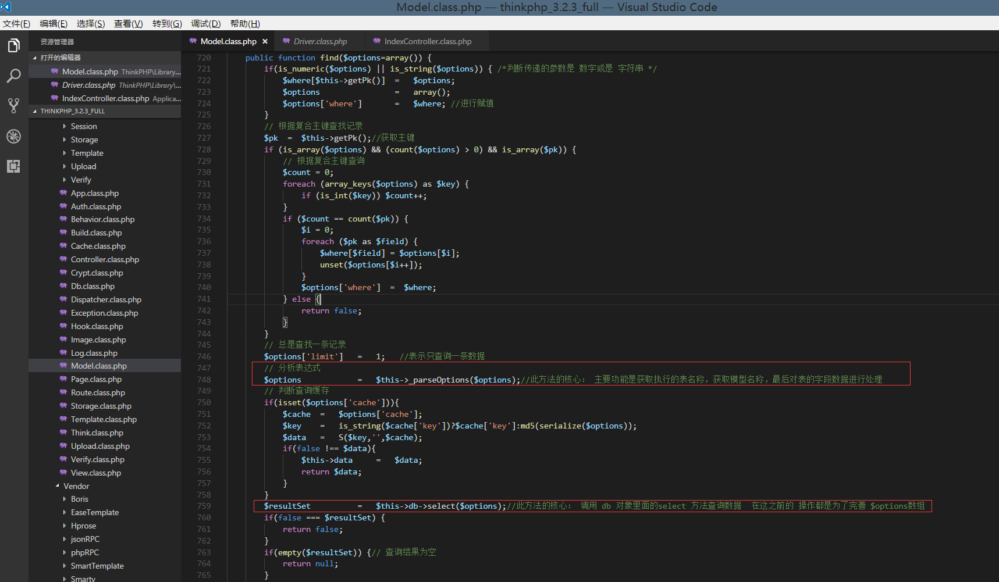 Model.class.php — thinkphp_3.2.3_full — Visual Studio Code
文件(F) 编辑(E) 选择(S) 查看(V) 转到(G) 调试(D) 帮助(H)
资源管理器
打开的编辑器
Model.class.php ThinkPHP\Library...
Driver.class.php ThinkPHP\Library\...
IndexController.class.php Applica...
THINKPHP_3.2.3_FULL
Session
Storage
Template
Upload
Verify
App.class.php
Auth.class.php
Behavior.class.php
Build.class.php
Cache.class.php
Controller.class.php
Crypt.class.php
Db.class.php
Dispatcher.class.php
Exception.class.php
Hook.class.php
Image.class.php
Log.class.php
Model.class.php
Page.class.php
Route.class.php
Storage.class.php
Template.class.php
Think.class.php
Upload.class.php
Verify.class.php
View.class.php
Vendor
Boris
EaseTemplate
Hprose
jsonRPC
phpRPC
SmartTemplate
Smarty
Model.class.php × Driver.class.php IndexController.class.php
720 public function find($options=array()) {
721 if(is_numeric($options) || is_string($options)) { /*判断传递的参数是 数字或是 字符串 */
722 $where[$this->getPk()] = $options;
723 $options = array();
724 $options['where'] = $where; //进行赋值
725 }
726 // 根据复合主键查找记录
727 $pk = $this->getPk();//获取主键
728 if (is_array($options) && (count($options) > 0) && is_array($pk)) {
729 // 根据复合主键查询
730 $count = 0;
731 foreach (array_keys($options) as $key) {
732 if (is_int($key)) $count++;
733 }
734 if ($count == count($pk)) {
735 $i = 0;
736 foreach ($pk as $field) {
737 $where[$field] = $options[$i];
738 unset($options[$i++]);
739 }
740 $options['where'] = $where;
741 } else {
742 return false;
743 }
744 }
745 // 总是查找一条记录
746 $options['limit'] = 1; //表示只查询一条数据
747 // 分析表达式
748 $options = $this->_parseOptions($options);//此方法的核心： 主要功能是获取执行的表名称，获取模型名称，最后对表的字段数据进行处理
749 // 判断查询缓存
750 if(isset($options['cache'])){
751 $cache = $options['cache'];
752 $key = is_string($cache['key'])?$cache['key']:md5(serialize($options));
753 $data = S($key,'',$cache);
754 if(false !== $data){
755 $this->data = $data;
756 return $data;
757 }
758 }
759 $resultSet = $this->db->select($options);//此方法的核心： 调用 db 对象里面的select 方法查询数据 在这之前的 操作都是为了完善 $options数组
760 if(false === $resultSet) {
761 return false;
762 }
763 if(empty($resultSet)) {// 查询结果为空
764 return null;
765 }